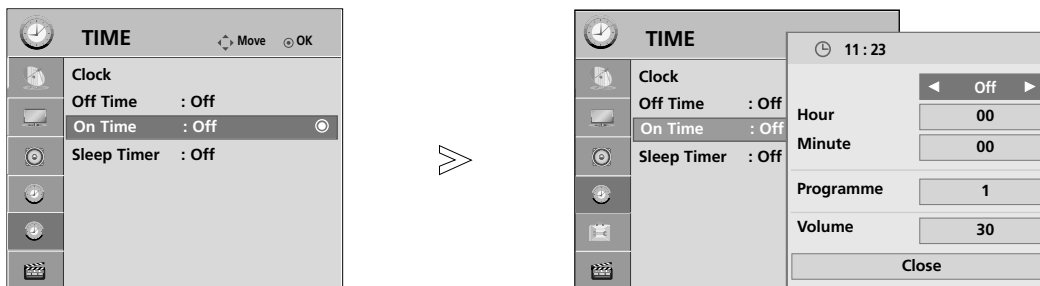 TIME Move OK
Clock
Off Time : Off
On Time : Off
Sleep Timer : Off
TIME
Clock
Off Time : Off
On Time : Off
Sleep Timer : Off
11 : 23
◄ Off ►
Hour 00
Minute 00
Programme 1
Volume 30
Close